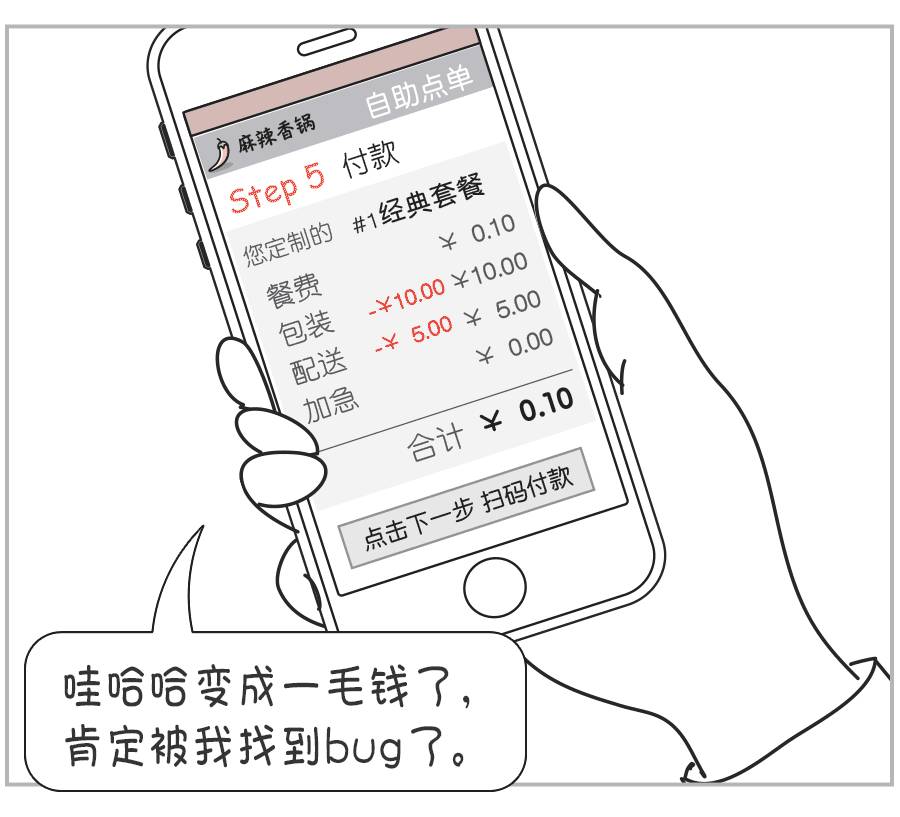 自助点单
麻辣香锅
Step 5 付款
您定制的 #1经典套餐
餐费 ¥ 0.10
包装 -¥10.00 ¥10.00
配送 -¥ 5.00 ¥ 5.00
加急 ¥ 0.00
合计 ¥ 0.10
点击下一步 扫码付款
哇哈哈变成一毛钱了，
肯定被我找到bug了。